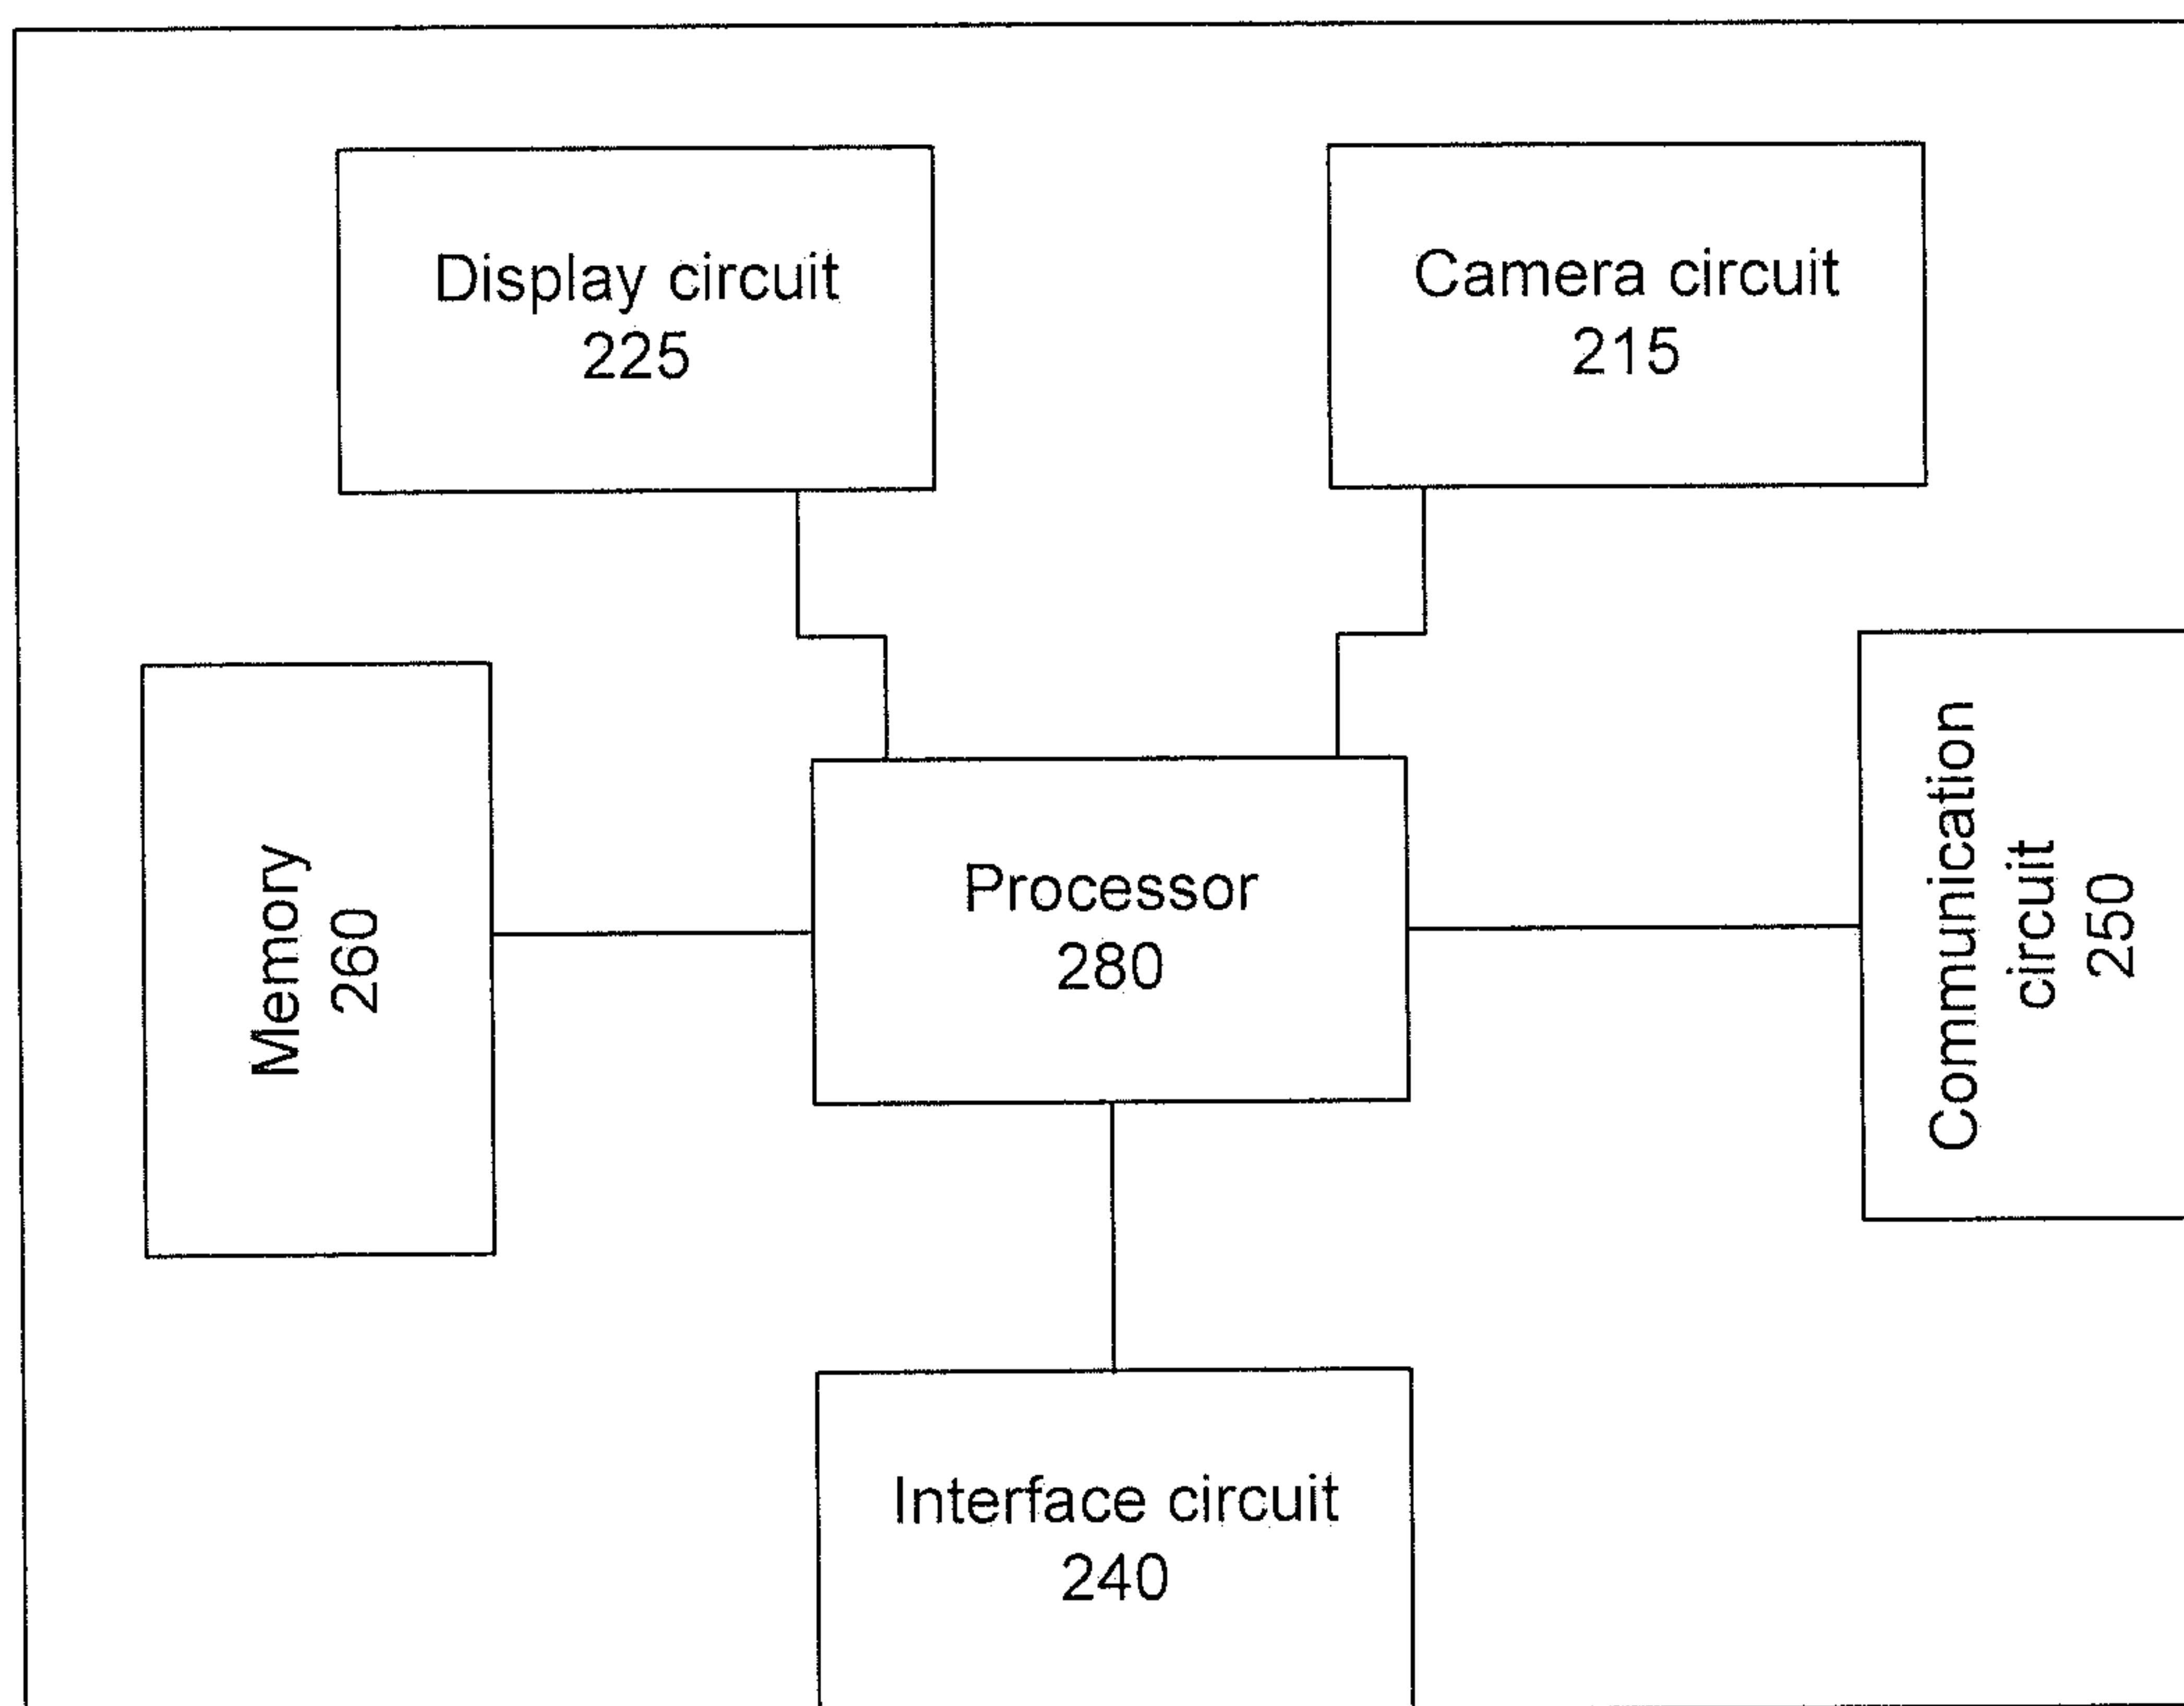 Display circuit
225
Camera circuit
215
Memory
260
Processor
280
Communication
circuit
250
Interface circuit
240